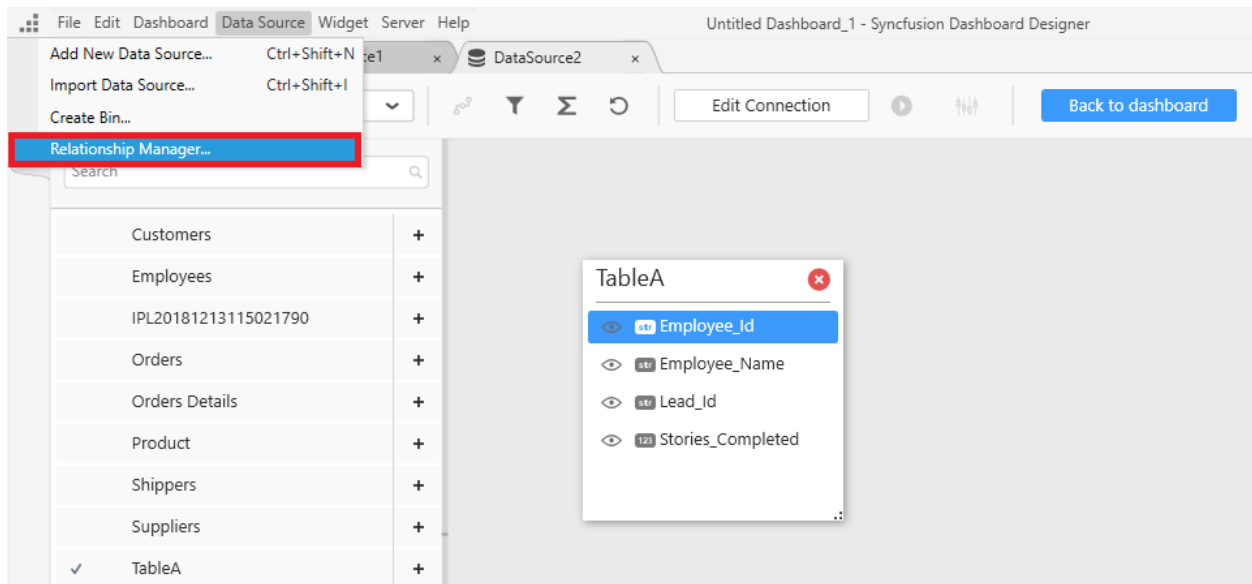 File Edit Dashboard Data Source Widget Server Help Untitled Dashboard_1 - Syncfusion Dashboard Designer
Add New Data Source... Ctrl+Shift+N
Import Data Source... Ctrl+Shift+I
Create Bin...
Relationship Manager...
e1 × DataSource2 ×
Edit Connection Back to dashboard
Search
Customers +
Employees +
IPL20181213115021790 +
Orders +
Orders Details +
Product +
Shippers +
Suppliers +
TableA +
TableA
str Employee_Id
str Employee_Name
str Lead_Id
123 Stories_Completed